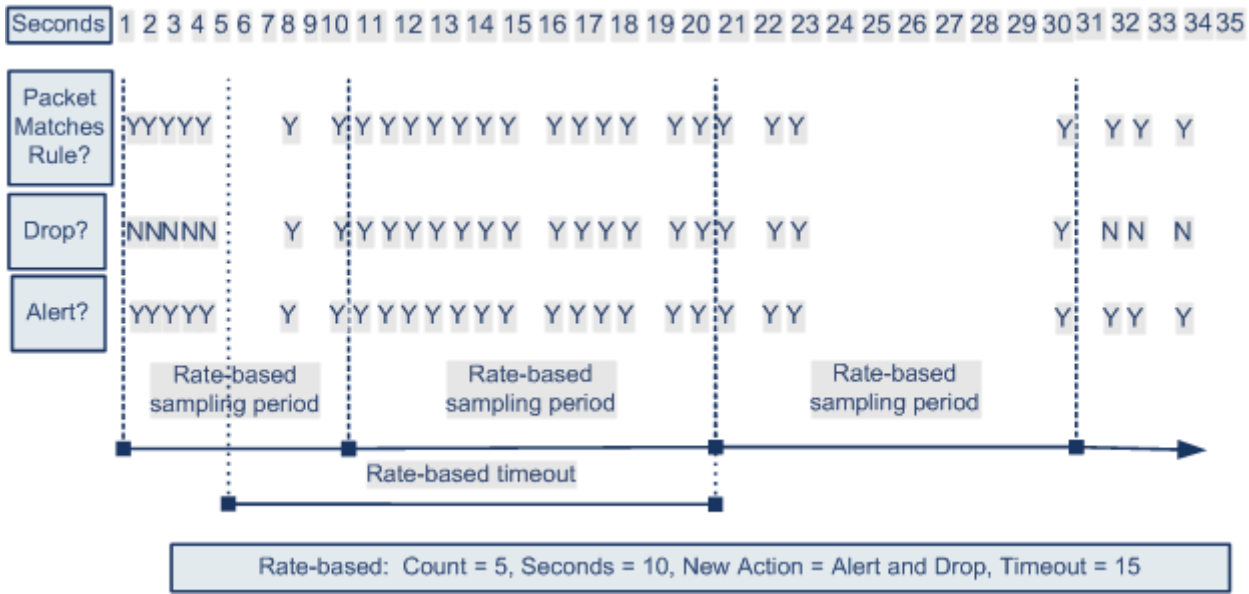 Seconds 1 2 3 4 5 6 7 8 9 10 11 12 13 14 15 16 17 18 19 20 21 22 23 24 25 26 27 28 29 30 31 32 33 34 35
Packet
Matches
Rule?
YYYYY Y Y Y Y Y Y Y Y Y Y Y Y Y Y Y Y Y Y Y Y Y Y
Drop?
NNNNN Y Y Y Y Y Y Y Y Y Y Y Y Y Y Y Y Y Y Y N N N
Alert?
YYYYY Y Y Y Y Y Y Y Y Y Y Y Y Y Y Y Y Y Y Y Y Y Y
Rate-based
sampling period
Rate-based
sampling period
Rate-based
sampling period
Rate-based timeout
Rate-based: Count = 5, Seconds = 10, New Action = Alert and Drop, Timeout = 15